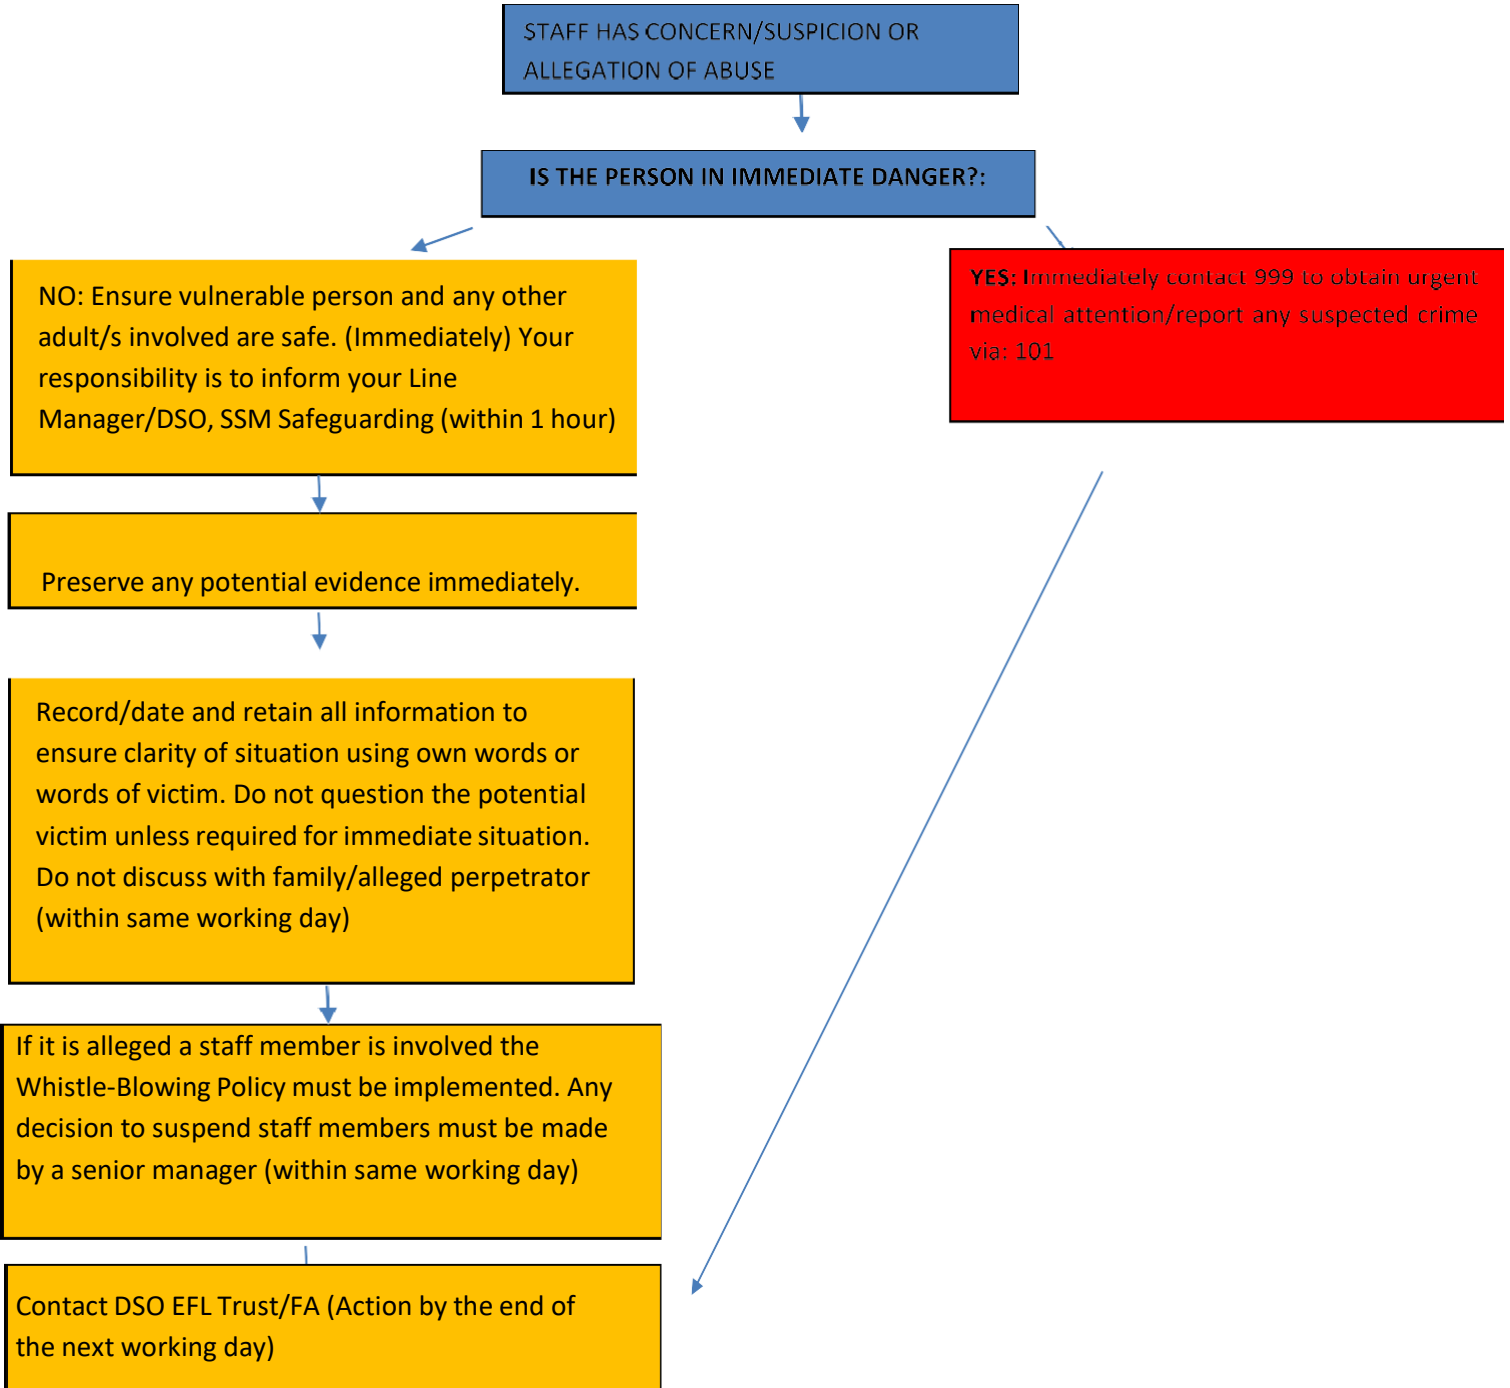 STAFF HAS CONCERN/SUSPICION OR
ALLEGATION OF ABUSE
IS THE PERSON IN IMMEDIATE DANGER?:
NO: Ensure vulnerable person and any other
adult/s involved are safe. (Immediately) Your
responsibility is to inform your Line
Manager/DSO, SSM Safeguarding (within 1 hour)
YES: Immediately contact 999 to obtain urgent
medical attention/report any suspected crime
via: 101
Preserve any potential evidence immediately.
Record/date and retain all information to
ensure clarity of situation using own words or
words of victim. Do not question the potential
victim unless required for immediate situation.
Do not discuss with family/alleged perpetrator
(within same working day)
If it is alleged a staff member is involved the
Whistle-Blowing Policy must be implemented. Any
decision to suspend staff members must be made
by a senior manager (within same working day)
Contact DSO EFL Trust/FA (Action by the end of
the next working day)